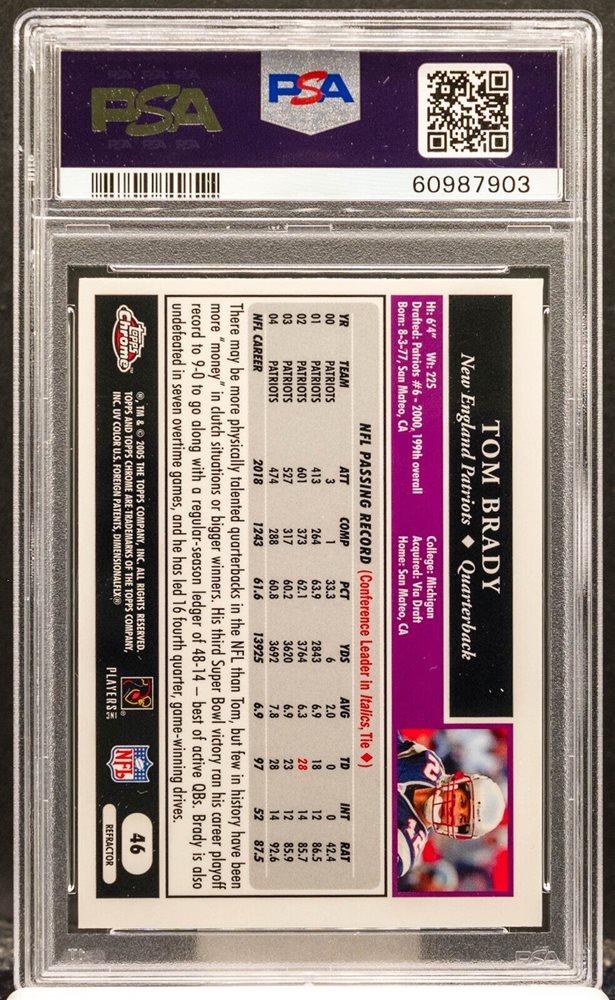 PSA
PSA
60987903
TOM BRADY
New England Patriots ◆ Quarterback
Ht: 6'4" Wt: 225 College: Michigan
Drafted: Patriots #6 - 2000, 199th overall Acquired: Via Draft
Born: 8-3-77, San Mateo, CA Home: San Mateo, CA
NFL PASSING RECORD (Conference Leader in Italics, Tie ◆)
YR TEAM ATT COMP PCT YDS AVG TD INT RAT
00 PATRIOTS 3 1 33.3 6 2.0 0 0 42.4
01 PATRIOTS 413 264 63.9 2843 6.9 18 12 86.5
02 PATRIOTS 601 373 62.1 3764 6.3 28 14 85.7
03 PATRIOTS 527 317 60.2 3620 6.9 23 12 85.9
04 PATRIOTS 474 288 60.8 3692 7.8 28 14 92.6
NFL CAREER 2018 1243 61.6 13925 6.9 97 52 87.5
There may be more physically talented quarterbacks in the NFL than Tom, but few in history have been
more "money" in clutch situations or bigger winners. His third Super Bowl victory ran his career playoff
record to 9-0 to go along with a regular-season ledger of 48-14 — best of active QBs. Brady is also
undefeated in seven overtime games, and he has led 16 fourth quarter, game-winning drives.
Topps
Chrome
®, TM & © 2005 THE TOPPS COMPANY, INC. ALL RIGHTS RESERVED.
TOPPS AND TOPPS CHROME ARE TRADEMARKS OF THE TOPPS COMPANY,
INC. UV COLOR U.S. FOREIGN PATENTS, DIMENSIONALFLX®
PLAYERS INC
NFL
46
REFRACTOR
PSA